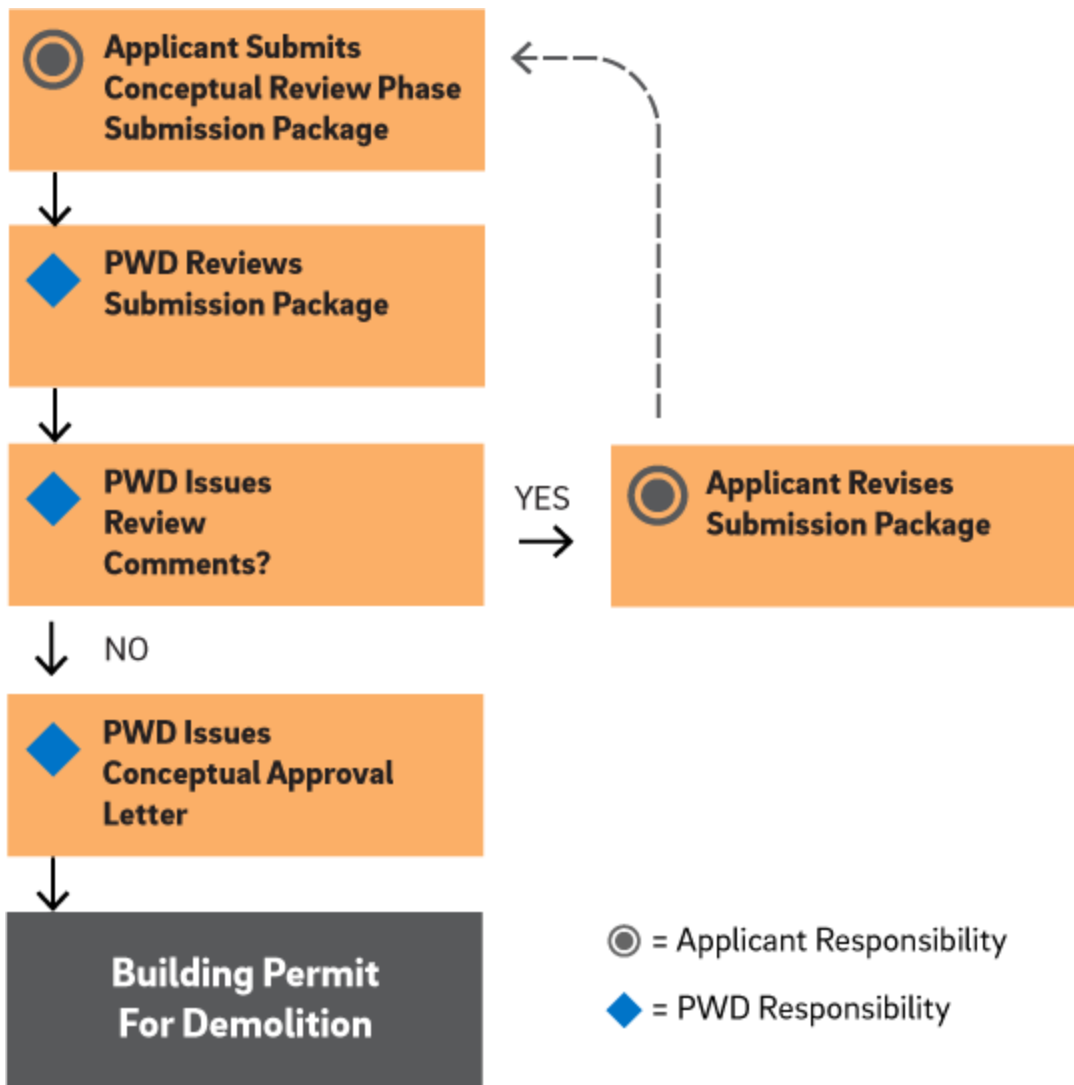 Applicant Submits
Conceptual Review Phase
Submission Package
PWD Reviews
Submission Package
PWD Issues
Review
Comments?
YES
Applicant Revises
Submission Package
NO
PWD Issues
Conceptual Approval
Letter
Building Permit
For Demolition
= Applicant Responsibility
= PWD Responsibility